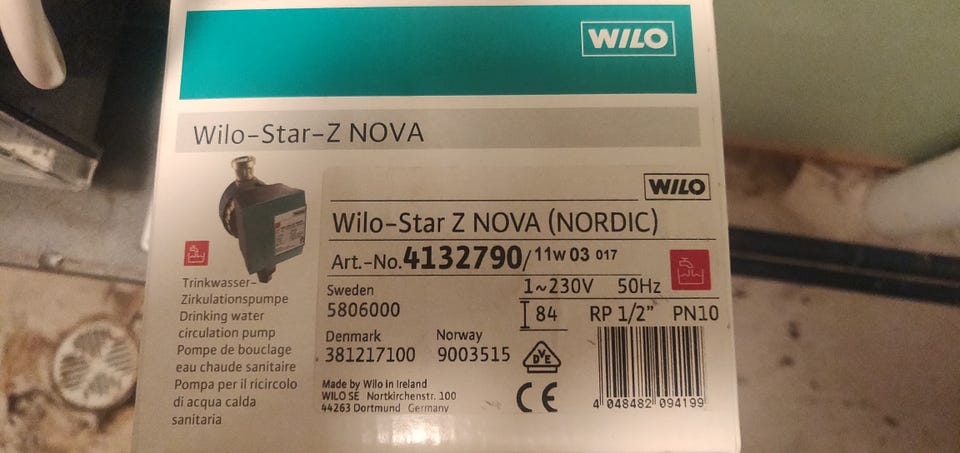 WILO
Wilo-Star-Z NOVA
WILO
Wilo-Star Z NOVA (NORDIC)
Art.-No.4132790/11w 03 017
1~230V 50Hz
Sweden
5806000
84 RP 1/2" PN10
Denmark Norway
381217100 9003515
DVE
Made by Wilo in Ireland
WILO SE Nortkirchenstr. 100
44263 Dortmund Germany
CE
4 048482 094199
Trinkwasser-
Zirkulationspumpe
Drinking water
circulation pump
Pompe de bouclage
eau chaude sanitaire
Pompa per il ricircolo
di acqua calda
sanitaria